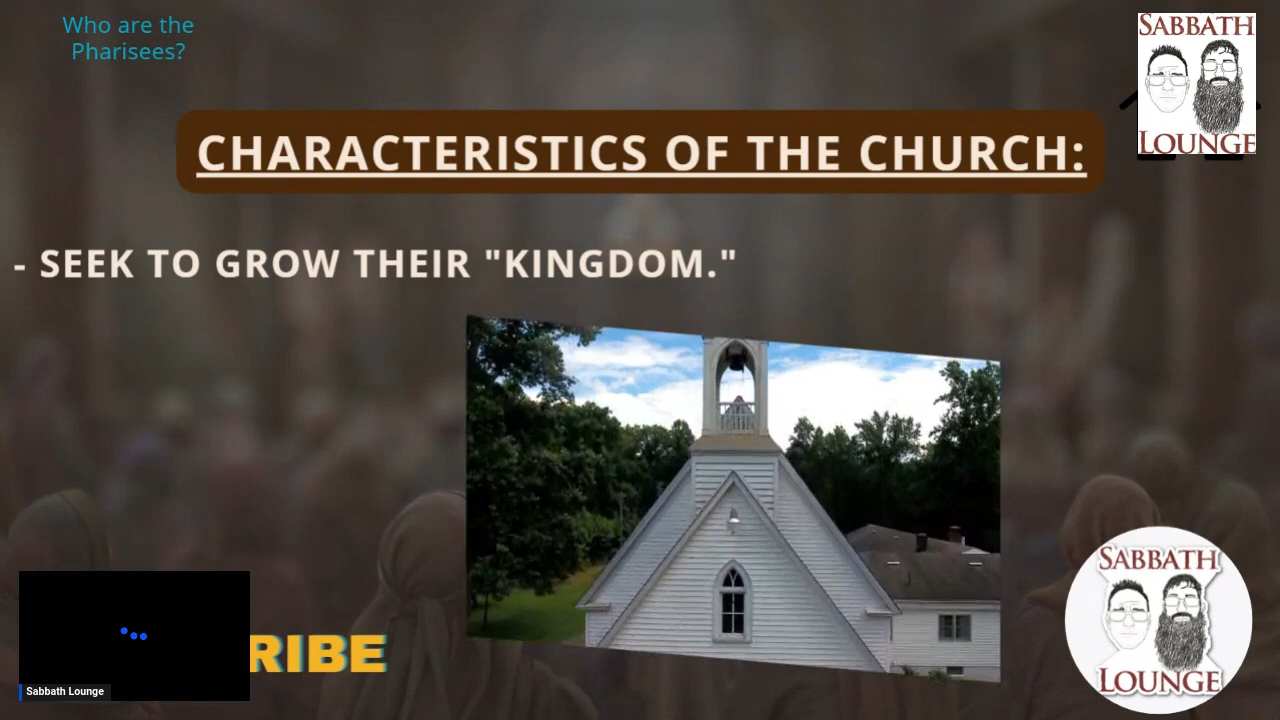 Who are the
Pharisees?
SABBATH
LOUNGE
CHARACTERISTICS OF THE CHURCH:
- SEEK TO GROW THEIR "KINGDOM."
SABBATH
LOUNGE
RIBE
Sabbath Lounge